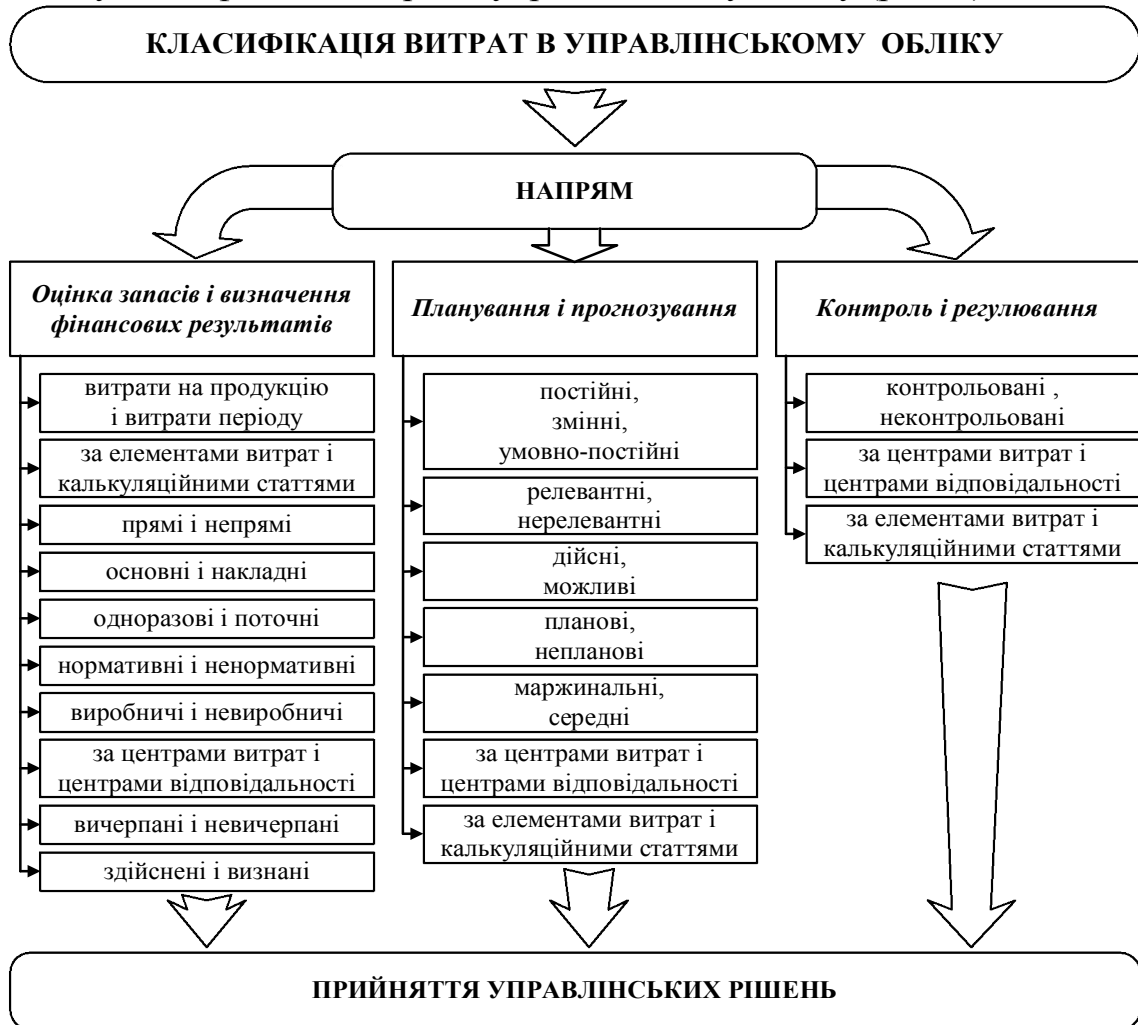 КЛАСИФІКАЦІЯ ВИТРАТ В УПРАВЛІНСЬКОМУ ОБЛІКУ
НАПРЯМ
Оцінка запасів і визначення
фінансових результатів
витрати на продукцію
і витрати періоду
за елементами витрат і
калькуляційними статтями
прямі і непрямі
основні і накладні
одноразові і поточні
нормативні і ненормативні
виробничі і невиробничі
за центрами витрат і
центрами відповідальності
вичерпані і невичерпані
здійснені і визнані
Планування і прогнозування
постійні,
змінні,
умовно-постійні
релевантні,
нерелевантні
дійсні,
можливі
планові,
непланові
маржинальні,
середні
за центрами витрат і
центрами відповідальності
за елементами витрат і
калькуляційними статтями
Контроль і регулювання
контрольовані ,
неконтрольовані
за центрами витрат і
центрами відповідальності
за елементами витрат і
калькуляційними статтями
ПРИЙНЯТТЯ УПРАВЛІНСЬКИХ РІШЕНЬ